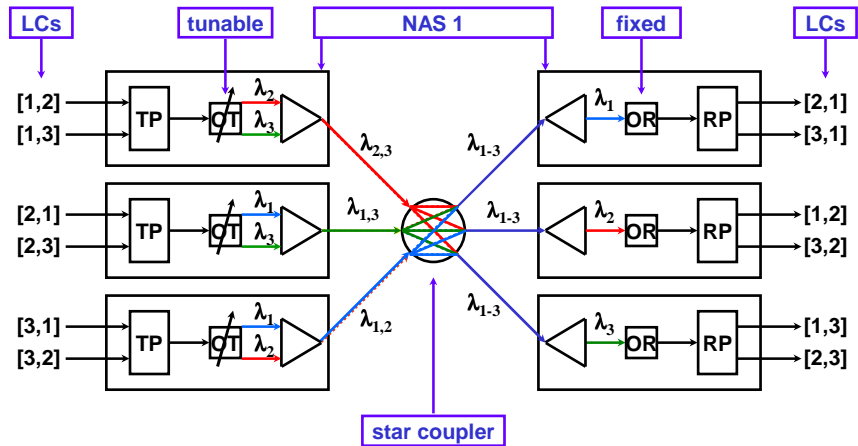 LCs
tunable
NAS 1
fixed
LCs
[1,2]
[1,3]
TP
OT
λ2
λ3
λ2,3
λ1-3
λ1
OR
RP
[2,1]
[3,1]
[2,1]
[2,3]
TP
OT
λ1
λ3
λ1,3
λ1-3
λ2
OR
RP
[1,2]
[3,2]
[3,1]
[3,2]
TP
OT
λ1
λ2
λ1,2
λ1-3
λ3
OR
RP
[1,3]
[2,3]
star coupler